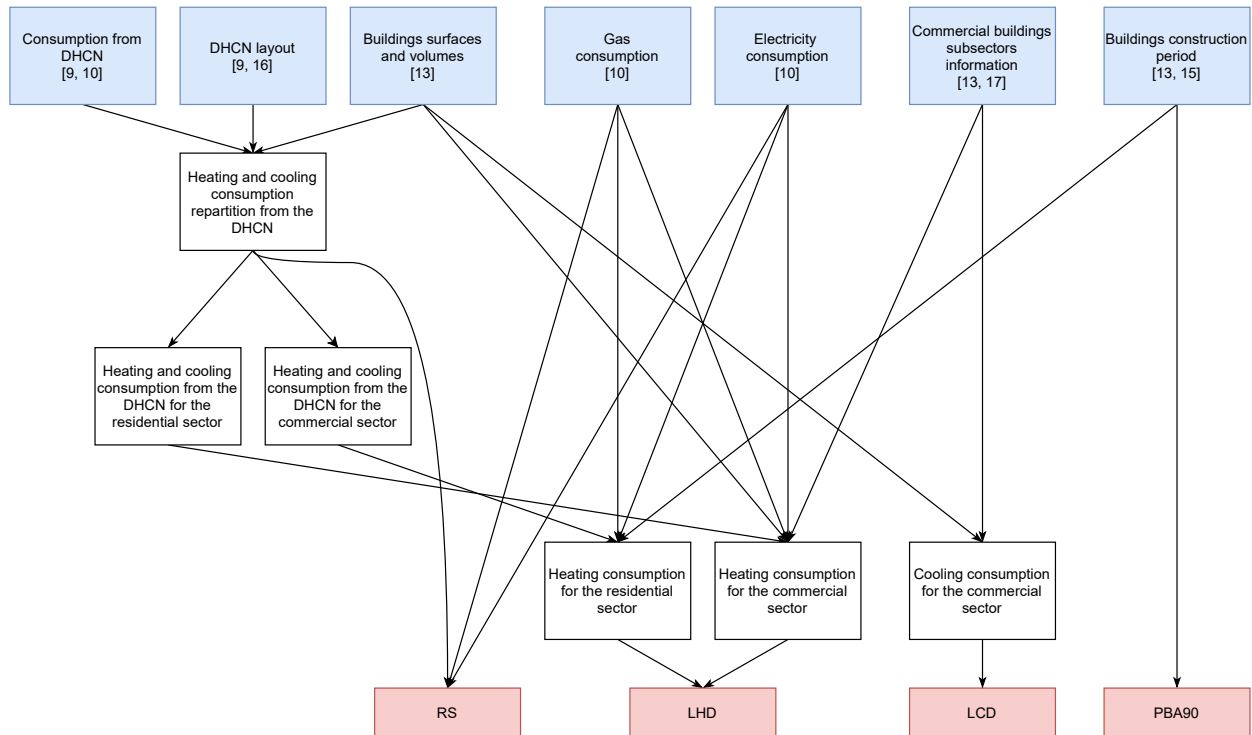 Consumption from
DHCN
[9, 10]
DHCN layout
[9, 16]
Buildings surfaces
and volumes
[13]
Gas
consumption
[10]
Electricity
consumption
[10]
Commercial buildings
subsectors
information
[13, 17]
Buildings construction
period
[13, 15]
Heating and cooling
consumption
repartition from the
DHCN
Heating and cooling
consumption from the
DHCN for the
residential sector
Heating and cooling
consumption from the
DHCN for the
commercial sector
Heating consumption
for the residential
sector
Heating consumption
for the commercial
sector
Cooling consumption
for the commercial
sector
RS
LHD
LCD
PBA90